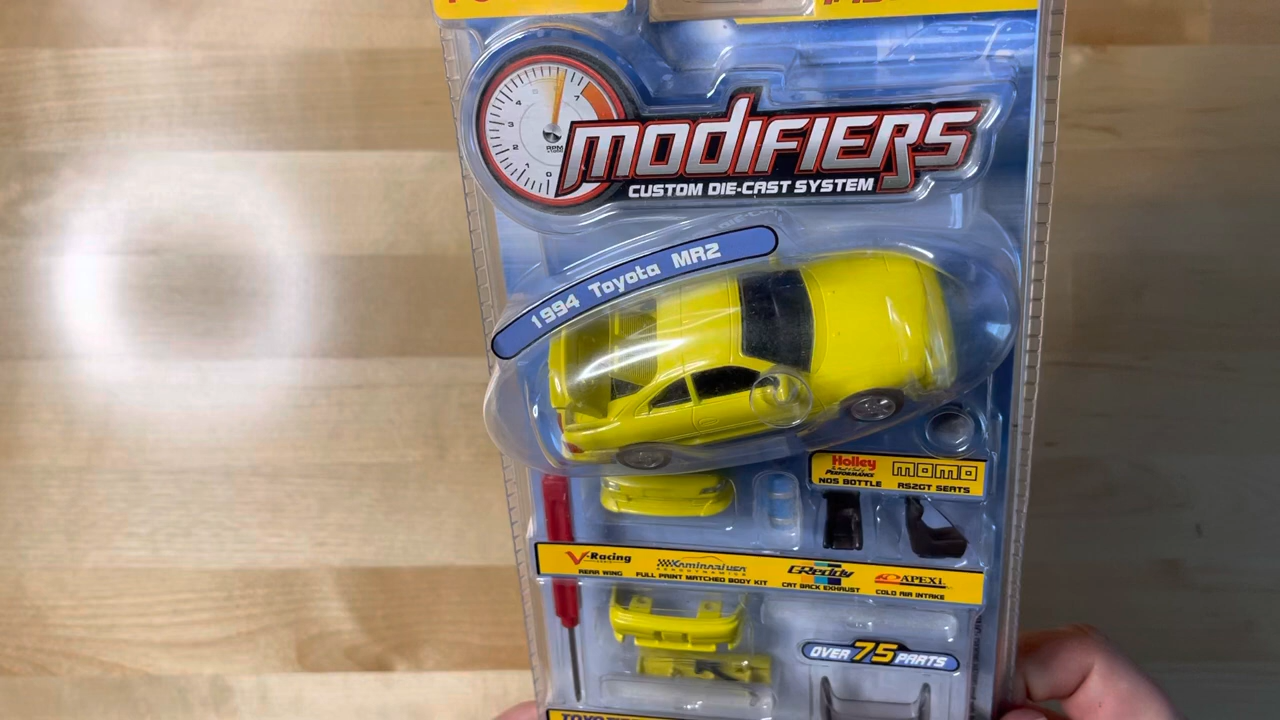 MODIFIERS
CUSTOM DIE-CAST SYSTEM
1994 Toyota MR2
Holley
PERFORMANCE
MOMO
NOS BOTTLE
RS2GT SEATS
V-Racing
GReddy
APEXi
REAR WING
FULL PAINT MATCHED BODY KIT
CAT BACK EXHAUST
COLD AIR INTAKE
OVER 75 PARTS